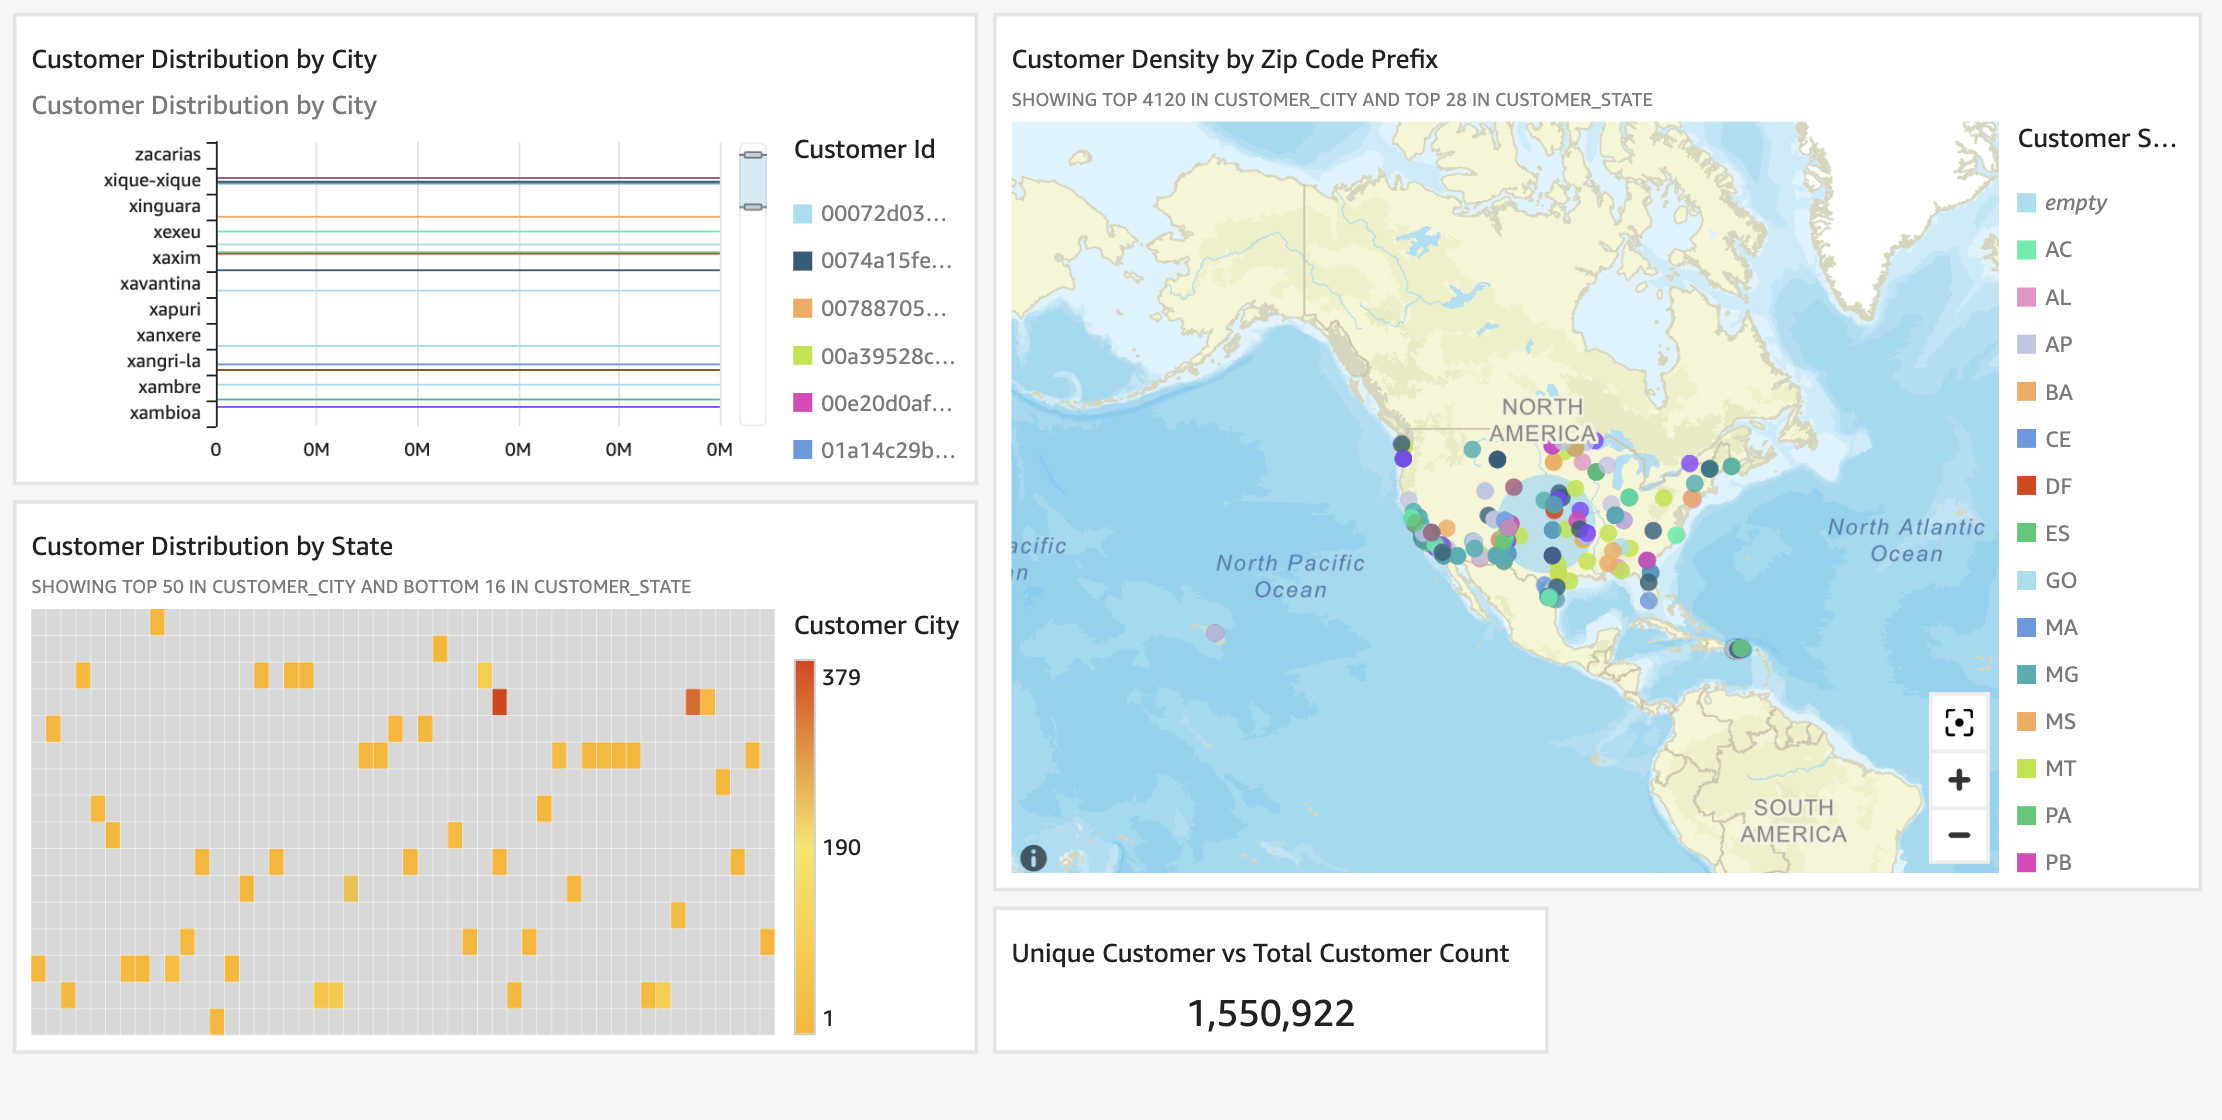 Customer Distribution by City
Customer Distribution by City
zacarias
xique-xique
xinguara
xexeu
xaxim
xavantina
xapuri
xanxere
xangri-la
xambre
xambioa
0 0M 0M 0M 0M 0M
Customer Id
00072d03...
0074a15fe...
00788705...
00a39528c...
00e20d0af...
01a14c29b...
Customer Distribution by State
SHOWING TOP 50 IN CUSTOMER_CITY AND BOTTOM 16 IN CUSTOMER_STATE
Customer City
379
190
1
Customer Density by Zip Code Prefix
SHOWING TOP 4120 IN CUSTOMER_CITY AND TOP 28 IN CUSTOMER_STATE
NORTH
AMERICA
North Atlantic
Ocean
acific
n
North Pacific
Ocean
SOUTH
AMERICA
Customer S...
empty
AC
AL
AP
BA
CE
DF
ES
GO
MA
MG
MS
MT
PA
PB
Unique Customer vs Total Customer Count
1,550,922